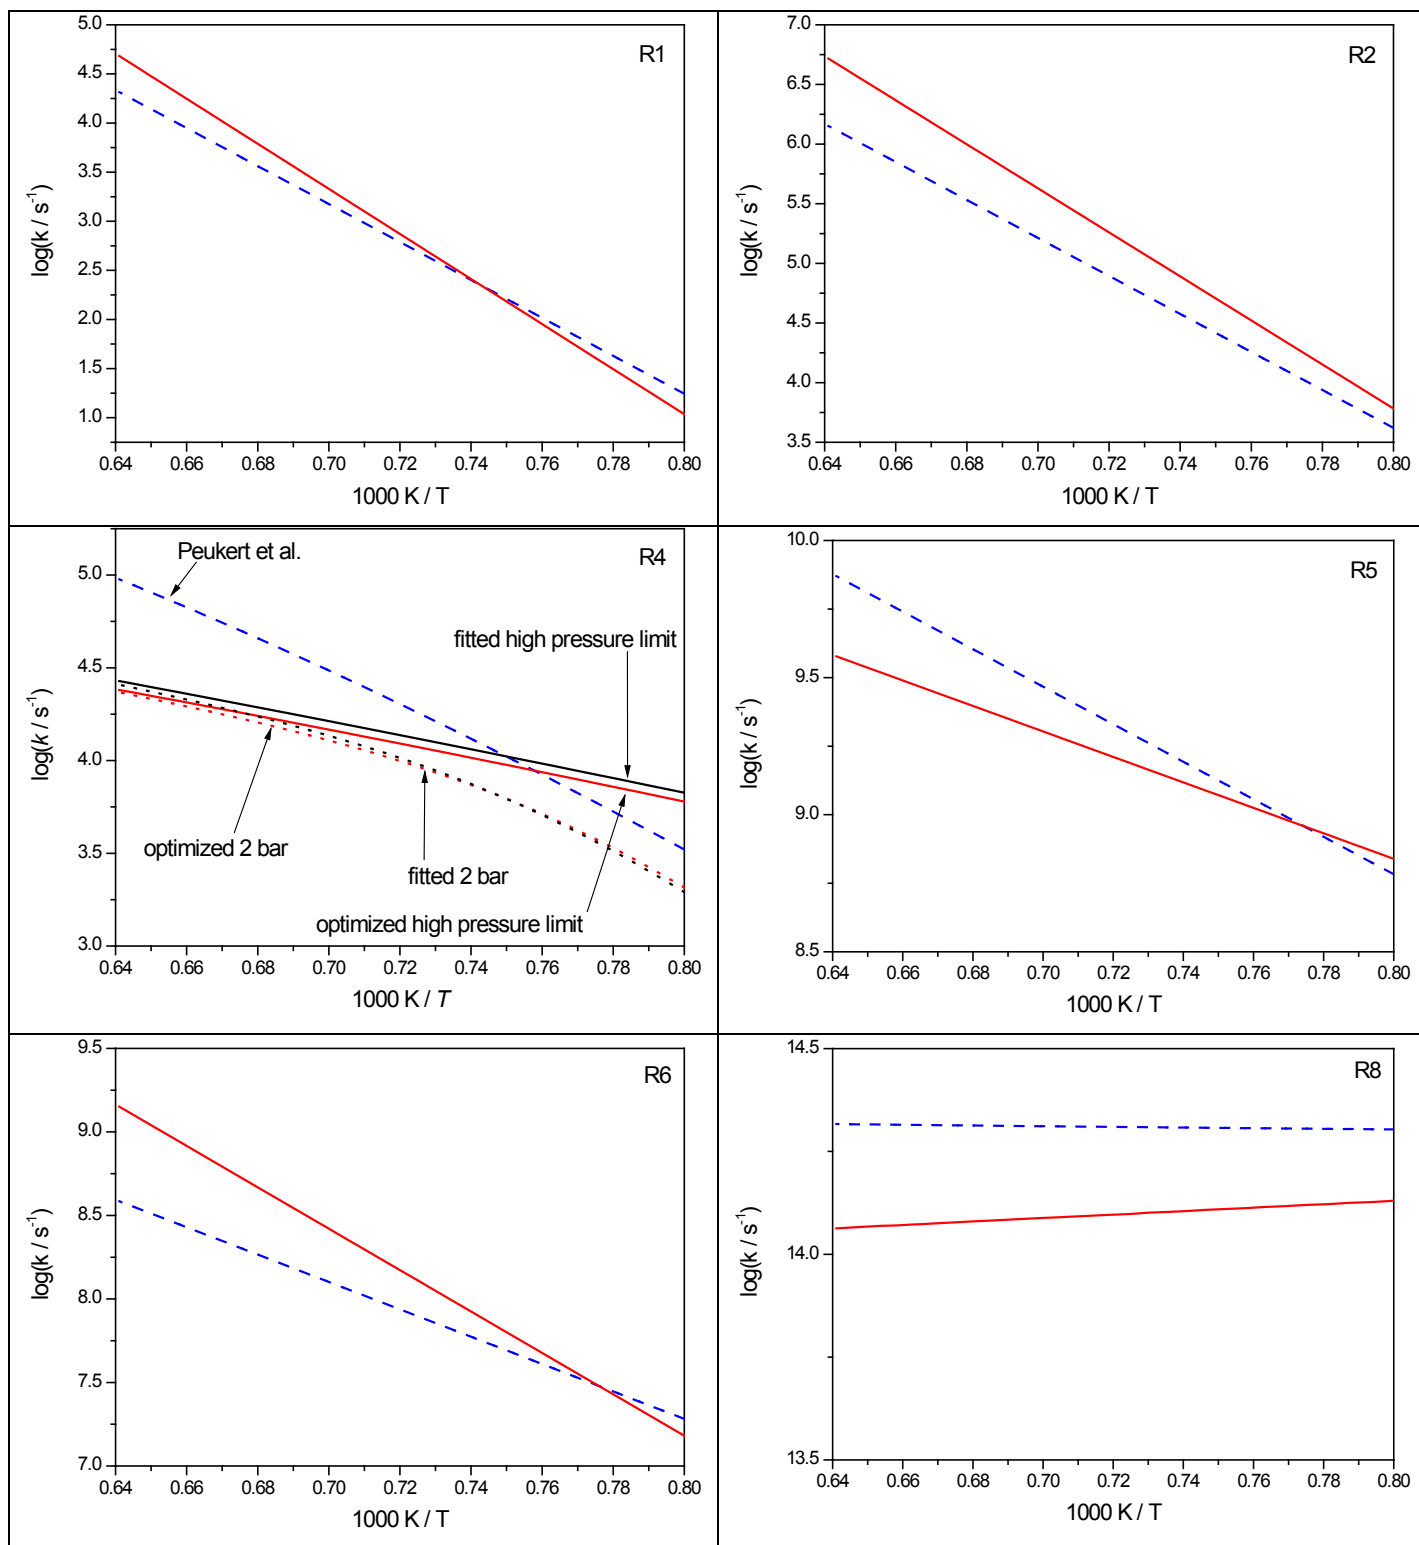 R1
5.0
4.5
4.0
3.5
3.0
2.5
2.0
1.5
1.0
log(k / s⁻¹)
0.64 0.66 0.68 0.70 0.72 0.74 0.76 0.78 0.80
1000 K / T
R2
7.0
6.5
6.0
5.5
5.0
4.5
4.0
3.5
log(k / s⁻¹)
0.64 0.66 0.68 0.70 0.72 0.74 0.76 0.78 0.80
1000 K / T
R4
Peukert et al.
fitted high pressure limit
optimized 2 bar
fitted 2 bar
optimized high pressure limit
5.0
4.5
4.0
3.5
3.0
log(k / s⁻¹)
0.64 0.66 0.68 0.70 0.72 0.74 0.76 0.78 0.80
1000 K / T
R5
10.0
9.5
9.0
8.5
log(k / s⁻¹)
0.64 0.66 0.68 0.70 0.72 0.74 0.76 0.78 0.80
1000 K / T
R6
9.5
9.0
8.5
8.0
7.5
7.0
log(k / s⁻¹)
0.64 0.66 0.68 0.70 0.72 0.74 0.76 0.78 0.80
1000 K / T
R8
14.5
14.0
13.5
log(k / s⁻¹)
0.64 0.66 0.68 0.70 0.72 0.74 0.76 0.78 0.80
1000 K / T